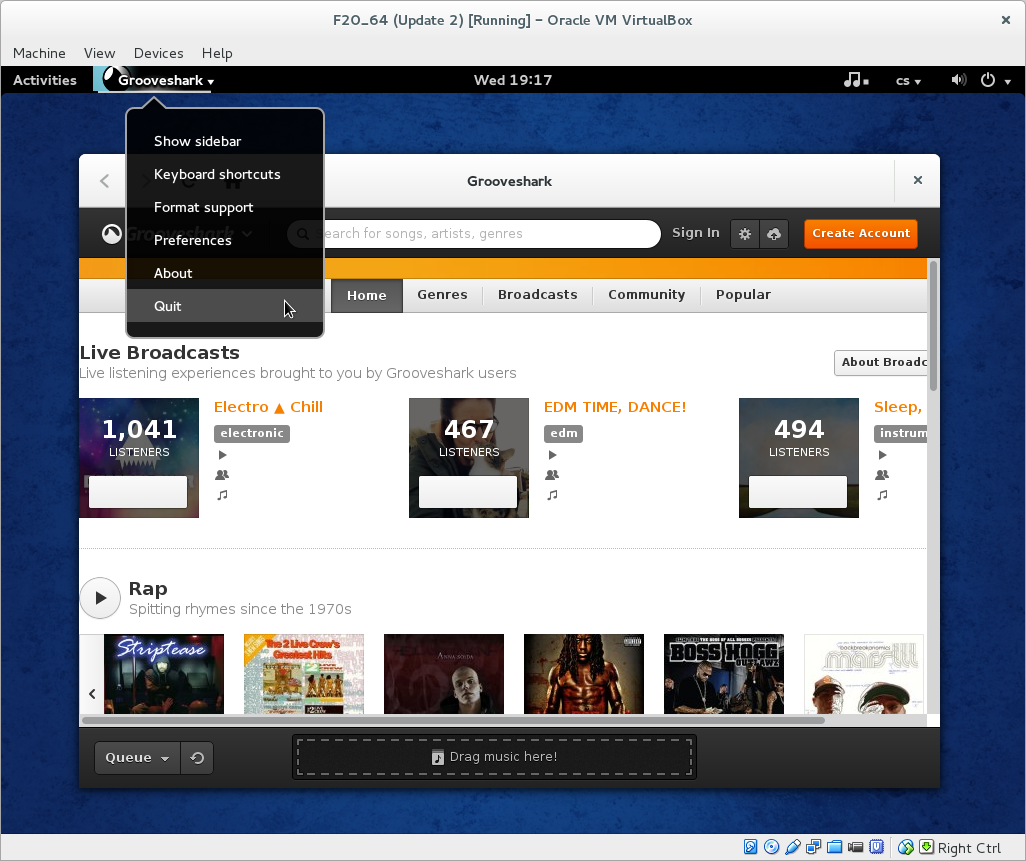 F20_64 (Update 2) [Running] – Oracle VM VirtualBox
Machine View Devices Help
Activities Grooveshark Wed 19:17 cs
Show sidebar
Keyboard shortcuts
Format support
Preferences
About
Quit
Grooveshark
Grooveshark Search for songs, artists, genres Sign In Create Account
Home Genres Broadcasts Community Popular
Live Broadcasts
Live listening experiences brought to you by Grooveshark users
About Broadc
1,041
LISTENERS
Electro ▲ Chill
electronic
467
LISTENERS
EDM TIME, DANCE!
edm
494
LISTENERS
Sleep,
instrum
Rap
Spitting rhymes since the 1970s
Striptease
The 2 Live Crew's
Greatest Hits
BOSS HOGG
OUTLAWZ
Queue
Drag music here!
Right Ctrl